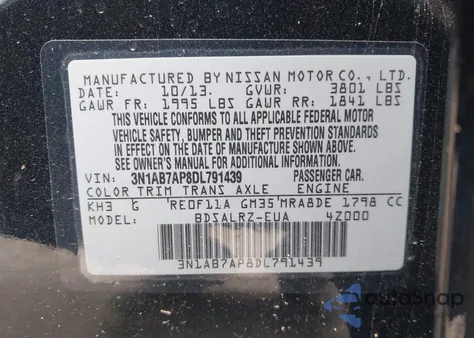 MANUFACTURED BY NISSAN MOTOR CO., LTD.
DATE: 10/13. GVWR: 3801 LBS
GAWR FR: 1995 LBS GAWR RR: 1841 LBS
THIS VEHICLE CONFORMS TO ALL APPLICABLE FEDERAL MOTOR
VEHICLE SAFETY, BUMPER AND THEFT PREVENTION STANDARDS
IN EFFECT ON THE DATE OF MANUFACTURE SHOWN ABOVE.
SEE OWNER'S MANUAL FOR ADDITIONAL INFORMATION.
VIN: 3N1AB7AP8DL791439 PASSENGER CAR.
COLOR TRIM TRANS AXLE ENGINE
KH3 G RE0F11A GM35 MRA8DE 1798 CC
MODEL: BDSALRZ-EUA 4Z000
3N1AB7AP8DL791439
autoSnap